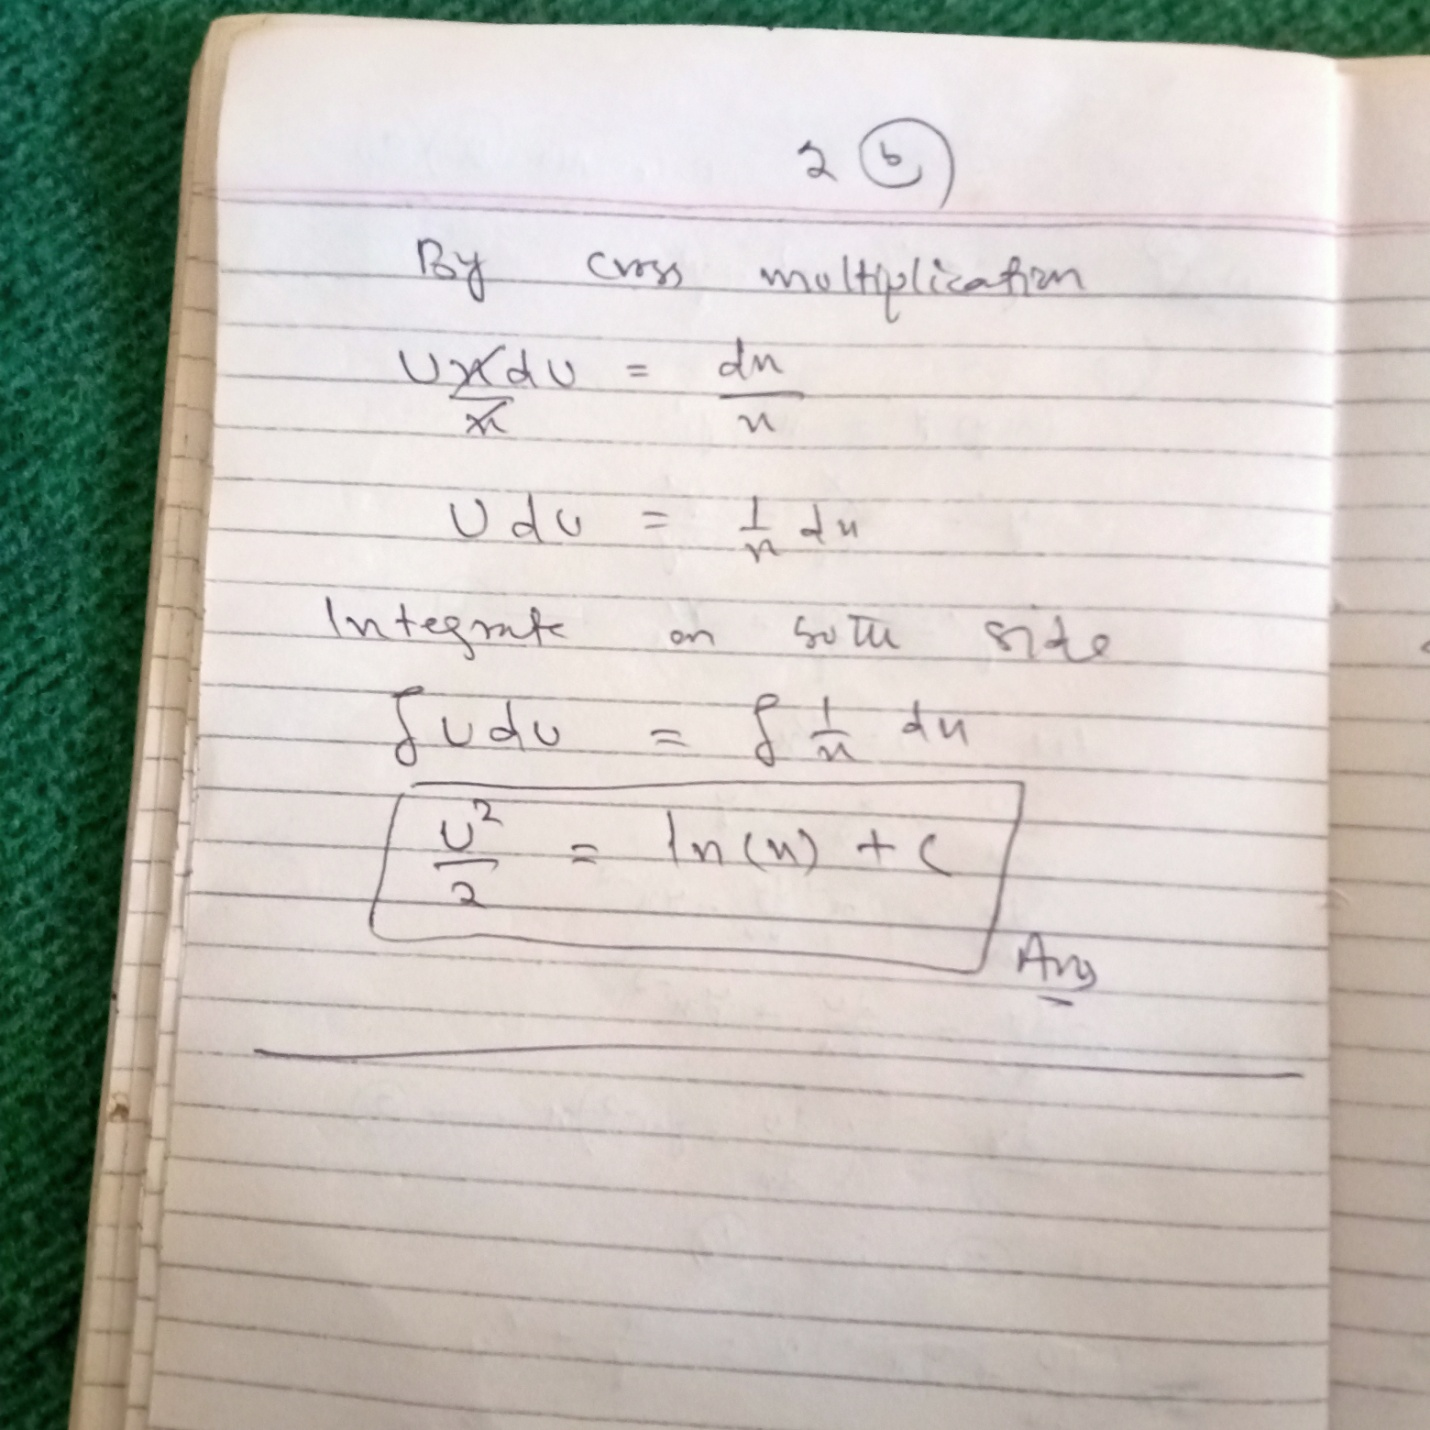 2 (b)
By cross multiplication
Uxdu/x = dx/x
U du = 1/x dx
Integrate on both side
∫ U du = ∫ 1/x dx
U²/2 = ln(x) + C
Ans